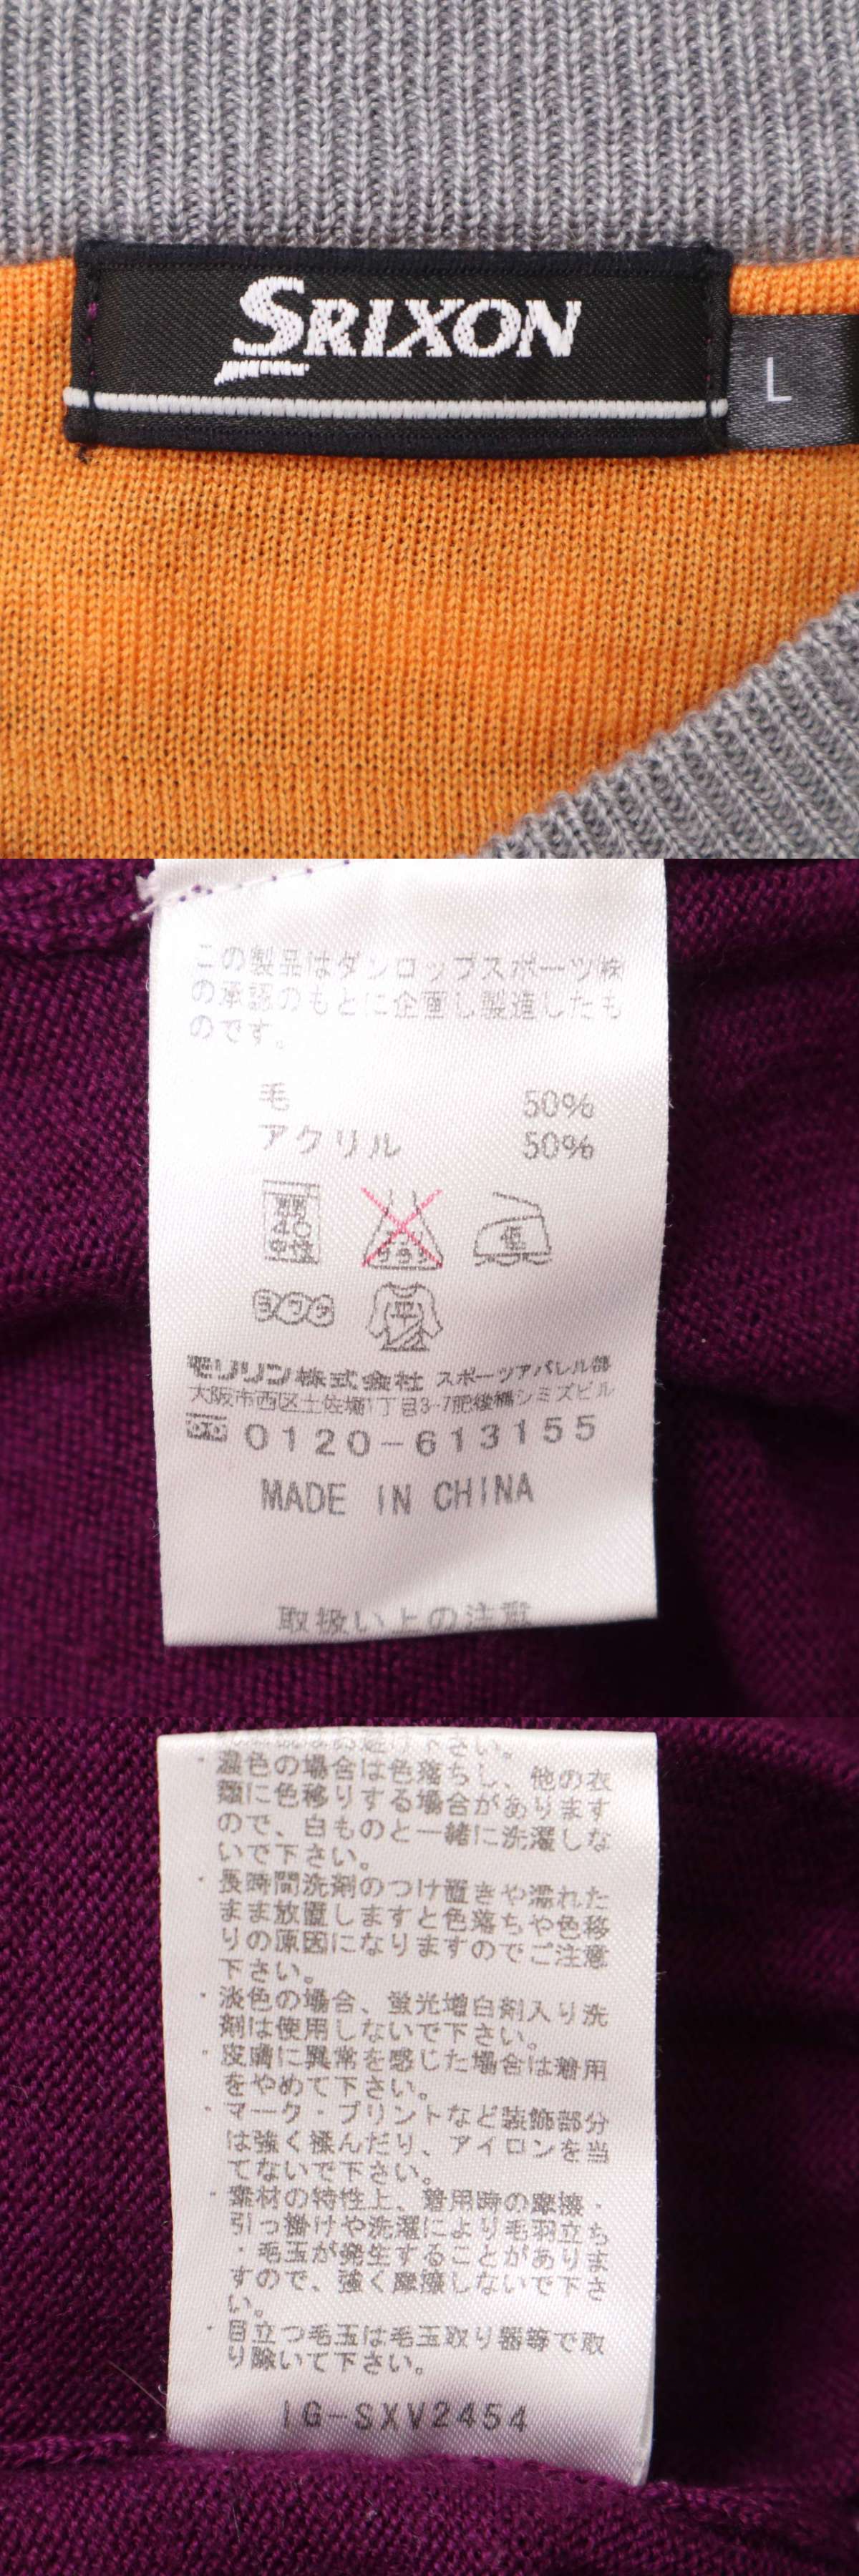 SRIXON
L
この製品はダンロップスポーツ㈱
の承認のもとに企画し製造したも
のです。
毛 50%
アクリル 50%
40
中性
エンソ
サラシ
低
ヨワク
平
モリリン株式会社 スポーツアパレル部
大阪市西区土佐堀1丁目3-7肥後橋シミズビル
0120-613155
MADE IN CHINA
取扱い上の注意
下さい。
・濃色の場合は色落ちし、他の衣
類に色移りする場合があります
ので、白ものと一緒に洗濯しな
いで下さい。
・長時間洗剤のつけ置きや濡れた
まま放置しますと色落ちや色移
りの原因になりますのでご注意
下さい。
・淡色の場合、蛍光増白剤入り洗
剤は使用しないで下さい。
・皮膚に異常を感じた場合は着用
をやめて下さい。
・マーク・プリントなど装飾部分
は強く揉んだり、アイロンを当
てないで下さい。
・素材の特性上、着用時の摩擦・
引っ掛けや洗濯により毛羽立ち
・毛玉が発生することがありま
すので、強く摩擦しないで下さ
い。
・目立つ毛玉は毛玉取り器等で取
り除いて下さい。
IG-SXV2454